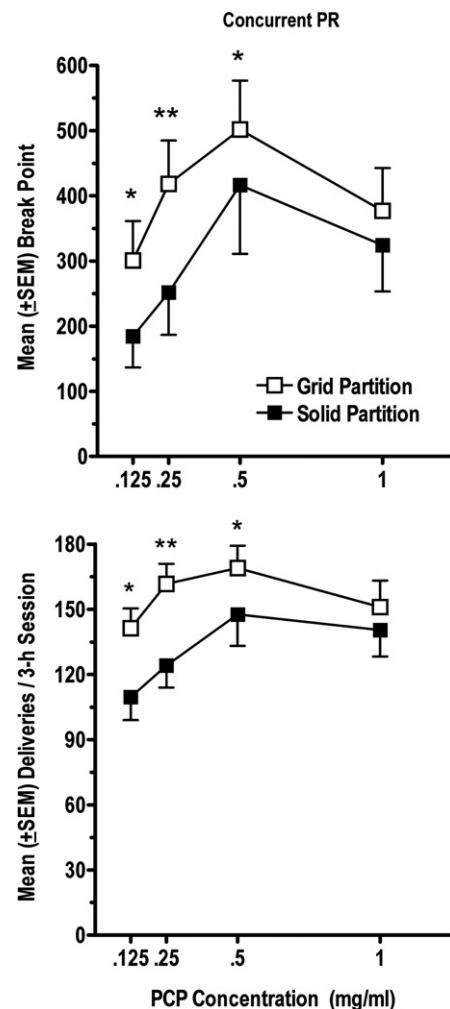 Concurrent PR
Mean (±SEM) Break Point
600
500
400
300
200
100
0
*
**
*
Grid Partition
Solid Partition
.125 .25 .5 1
Mean (±SEM) Deliveries / 3-h Session
180
150
120
90
60
30
0
*
**
*
.125 .25 .5 1
PCP Concentration (mg/ml)